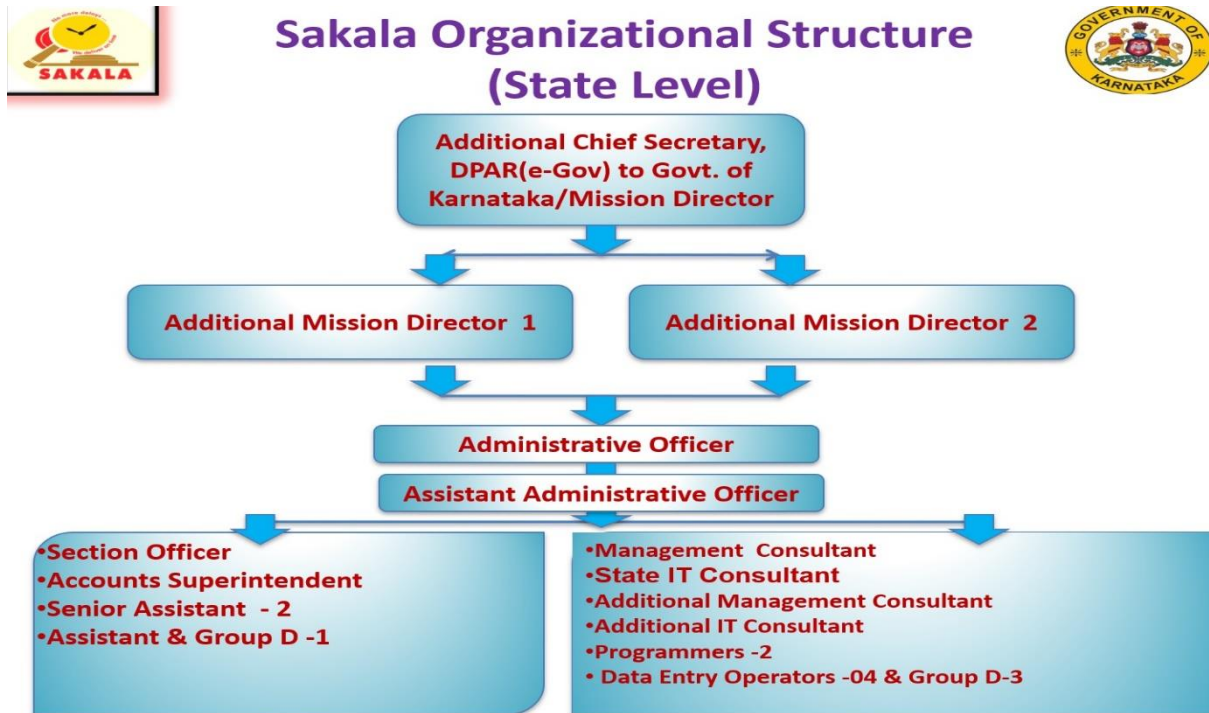 SAKALA
Sakala Organizational Structure
(State Level)
GOVERNMENT OF
KARNATAKA
Additional Chief Secretary,
DPAR(e-Gov) to Govt. of
Karnataka/Mission Director
Additional Mission Director 1
Additional Mission Director 2
Administrative Officer
Assistant Administrative Officer
•Section Officer
•Accounts Superintendent
•Senior Assistant - 2
•Assistant & Group D -1
•Management Consultant
•State IT Consultant
•Additional Management Consultant
•Additional IT Consultant
•Programmers -2
• Data Entry Operators -04 & Group D-3